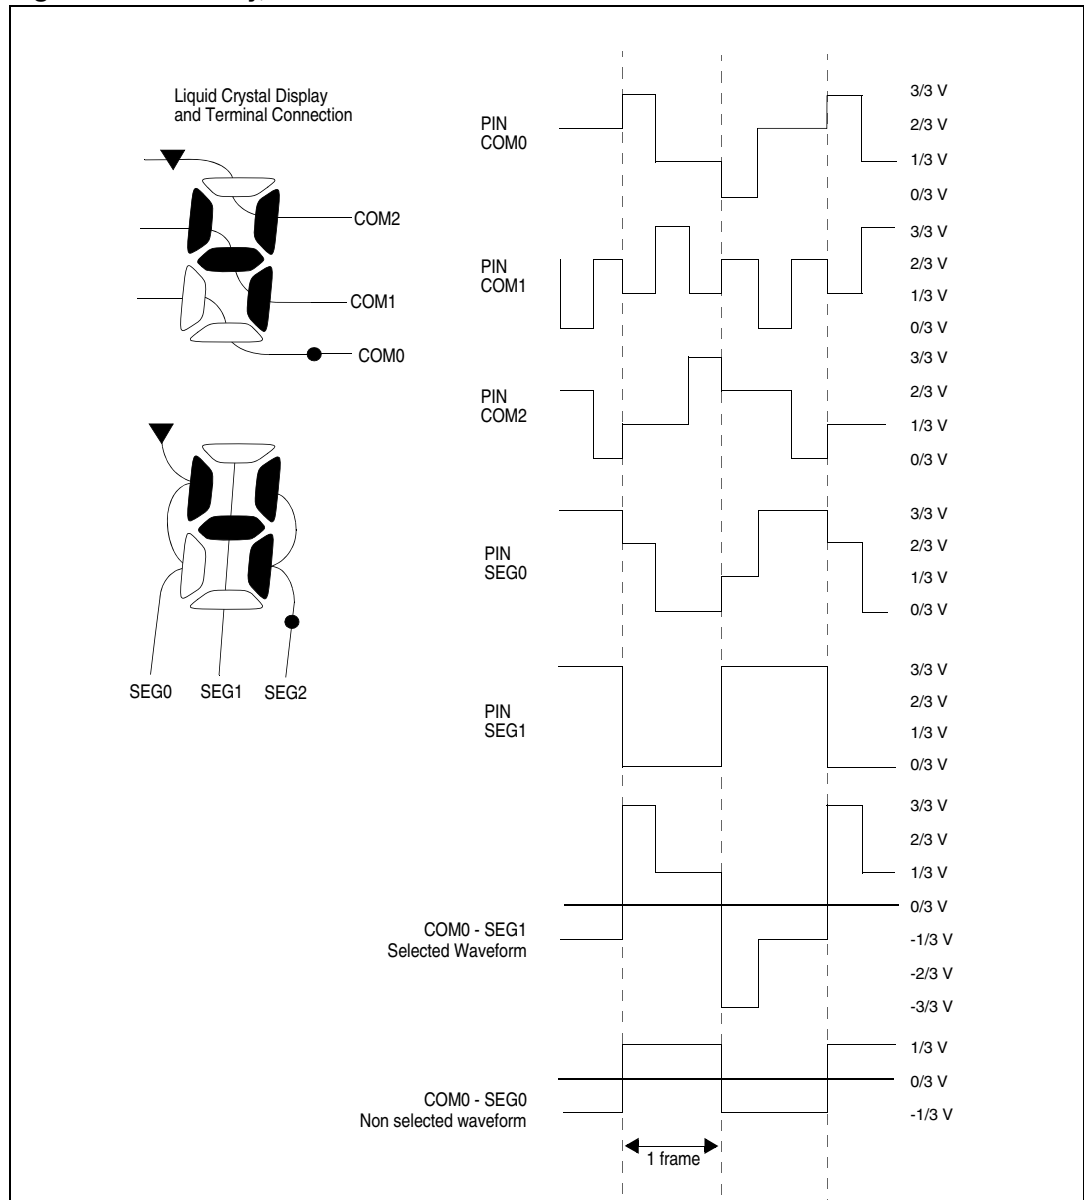 Liquid Crystal Display
and Terminal Connection
COM2
COM1
COM0
SEG0 SEG1 SEG2
PIN
COM0
3/3 V
2/3 V
1/3 V
0/3 V
PIN
COM1
3/3 V
2/3 V
1/3 V
0/3 V
PIN
COM2
3/3 V
2/3 V
1/3 V
0/3 V
PIN
SEG0
3/3 V
2/3 V
1/3 V
0/3 V
PIN
SEG1
3/3 V
2/3 V
1/3 V
0/3 V
COM0 - SEG1
Selected Waveform
3/3 V
2/3 V
1/3 V
0/3 V
-1/3 V
-2/3 V
-3/3 V
COM0 - SEG0
Non selected waveform
1/3 V
0/3 V
-1/3 V
1 frame